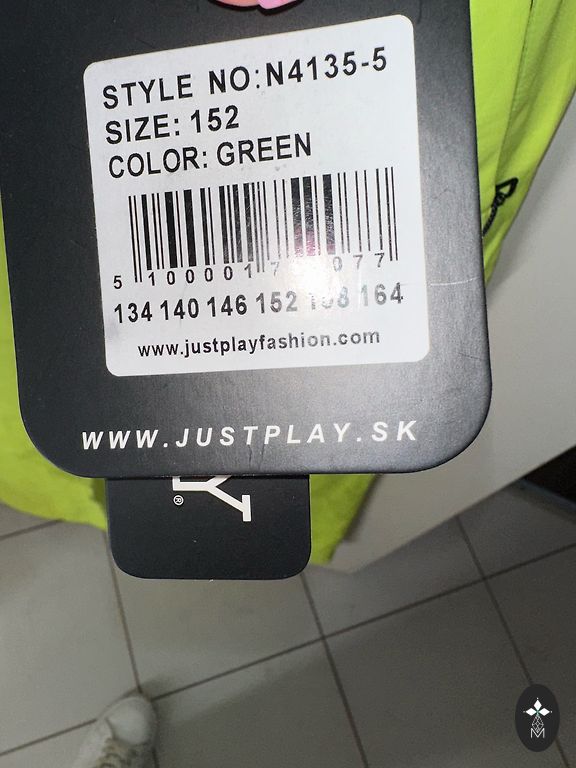 STYLE NO:N4135-5
SIZE: 152
COLOR: GREEN
134 140 146 152 158 164
www.justplayfashion.com
WWW.JUSTPLAY.SK
Y®
M